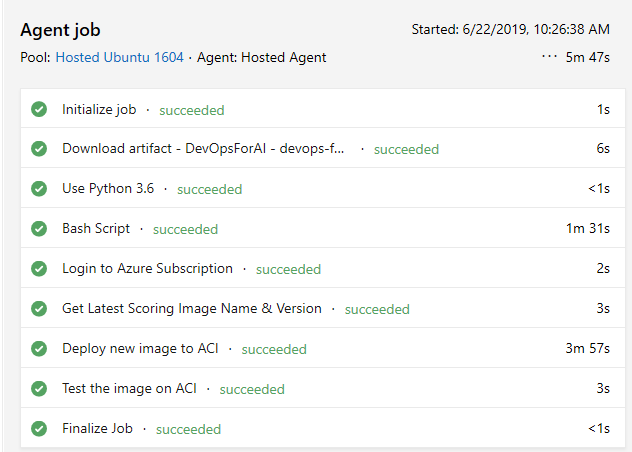 Agent job Started: 6/22/2019, 10:26:38 AM
Pool: Hosted Ubuntu 1604 · Agent: Hosted Agent ··· 5m 47s
Initialize job · succeeded 1s
Download artifact - DevOpsForAI - devops-f... · succeeded 6s
Use Python 3.6 · succeeded <1s
Bash Script · succeeded 1m 31s
Login to Azure Subscription · succeeded 2s
Get Latest Scoring Image Name & Version · succeeded 3s
Deploy new image to ACI · succeeded 3m 57s
Test the image on ACI · succeeded 3s
Finalize Job · succeeded <1s